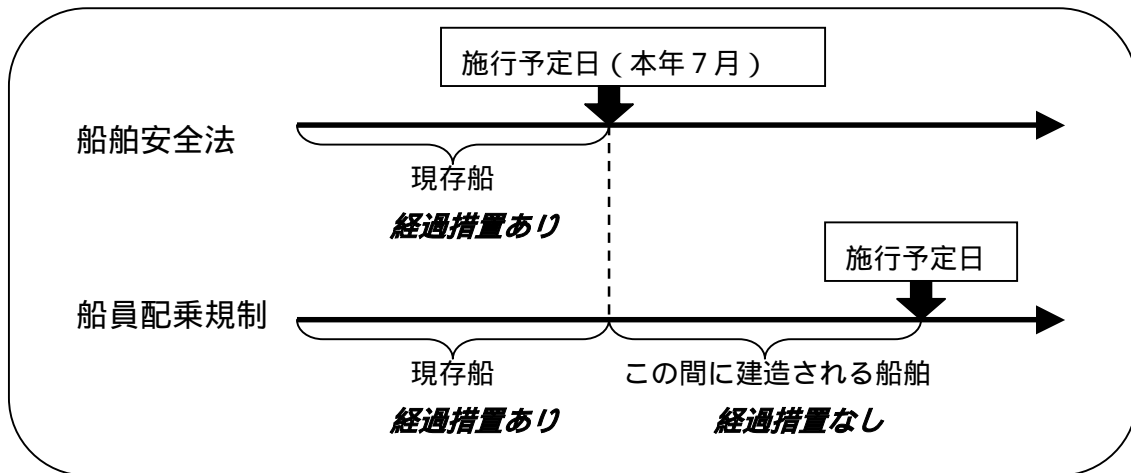 施行予定日（本年７月）
船舶安全法
現存船
経過措置あり
施行予定日
船員配乗規制
現存船 この間に建造される船舶
経過措置あり 経過措置なし